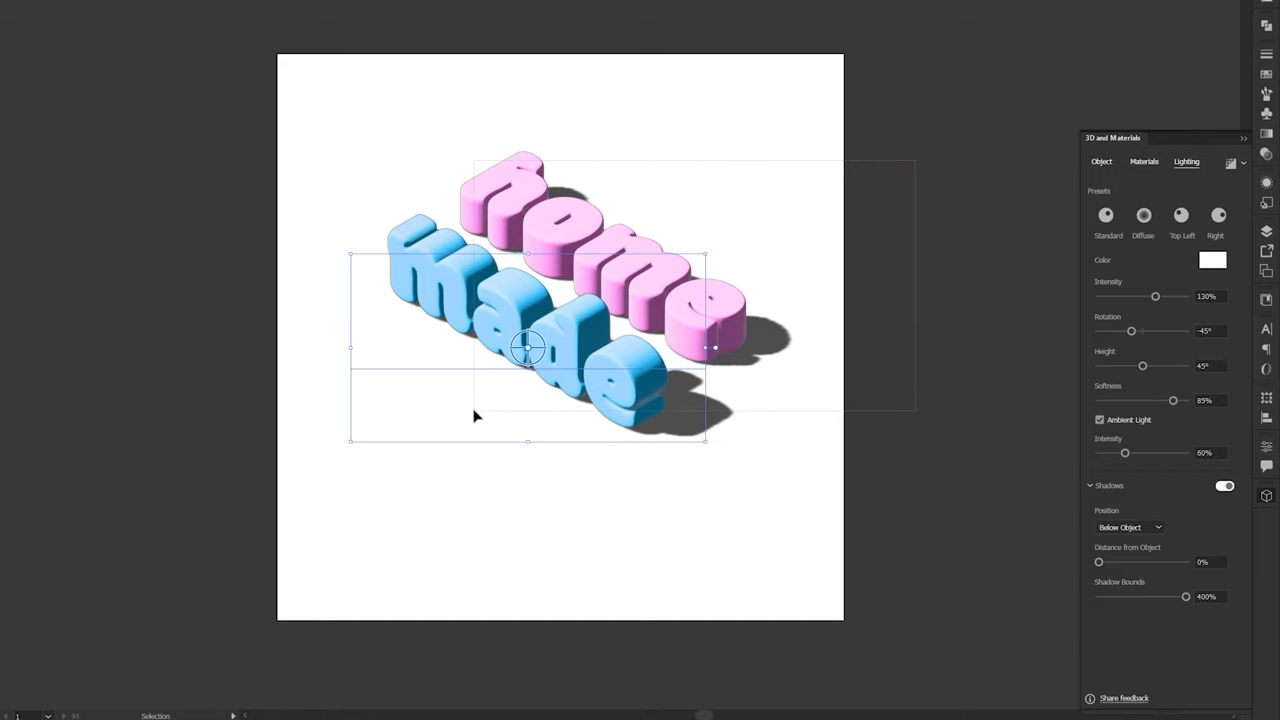 home
made
3D and Materials
Object Materials Lighting
Presets
Standard Diffuse Top Left Right
Color
Intensity
130%
Rotation
-45°
Height
45°
Softness
85%
Ambient Light
Intensity
60%
Shadows
Position
Below Object
Distance from Object
0%
Shadow Bounds
400%
Share feedback
1 Selection